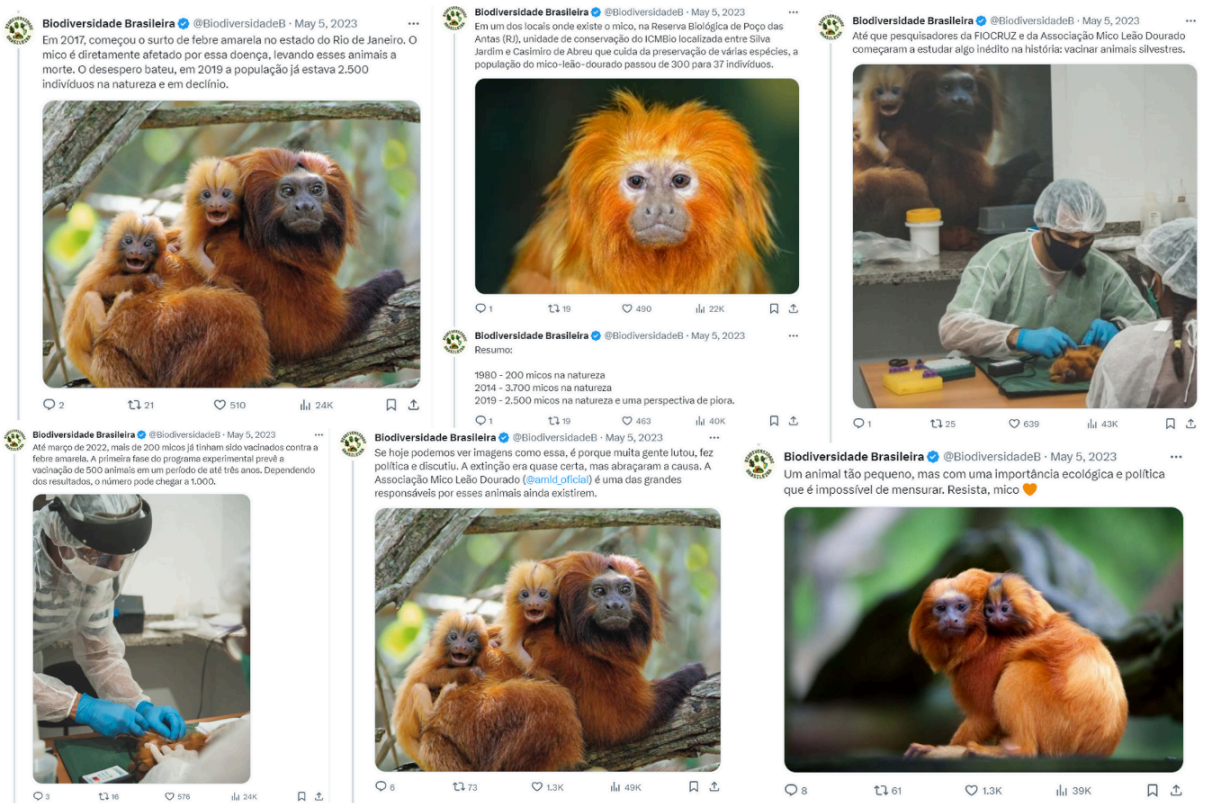 Biodiversidade Brasileira @BiodiversidadeB · May 5, 2023
Em 2017, começou o surto de febre amarela no estado do Rio de Janeiro. O
mico é diretamente afetado por essa doença, levando esses animais a
morte. O desespero bateu, em 2019 a população já estava 2.500
indivíduos na natureza e em declínio.
2 21 510 24K
Biodiversidade Brasileira @BiodiversidadeB · May 5, 2023
Em um dos locais onde existe o mico, na Reserva Biológica de Poço das
Antas (RJ), unidade de conservação do ICMBio localizada entre Silva
Jardim e Casimiro de Abreu que cuida da preservação de várias espécies, a
população do mico-leão-dourado passou de 300 para 37 indivíduos.
1 19 490 22K
Biodiversidade Brasileira @BiodiversidadeB · May 5, 2023
Resumo:
1980 - 200 micos na natureza
2014 - 3.700 micos na natureza
2019 - 2.500 micos na natureza e uma perspectiva de piora.
1 19 463 40K
Biodiversidade Brasileira @BiodiversidadeB · May 5, 2023
Até que pesquisadores da FIOCRUZ e da Associação Mico Leão Dourado
começaram a estudar algo inédito na história: vacinar animais silvestres.
1 25 639 43K
Biodiversidade Brasileira @BiodiversidadeB · May 5, 2023
Até março de 2022, mais de 200 micos já tinham sido vacinados contra a
febre amarela. A primeira fase do programa experimental prevê a
vacinação de 500 animais em um período de até três anos. Dependendo
dos resultados, o número pode chegar a 1.000.
3 16 576 24K
Biodiversidade Brasileira @BiodiversidadeB · May 5, 2023
Se hoje podemos ver imagens como essa, é porque muita gente lutou, fez
política e discutiu. A extinção era quase certa, mas abraçaram a causa. A
Associação Mico Leão Dourado (@amld_oficial) é uma das grandes
responsáveis por esses animais ainda existirem.
6 73 1.3K 49K
Biodiversidade Brasileira @BiodiversidadeB · May 5, 2023
Um animal tão pequeno, mas com uma importância ecológica e política
que é impossível de mensurar. Resista, mico 🧡
8 61 1.3K 39K